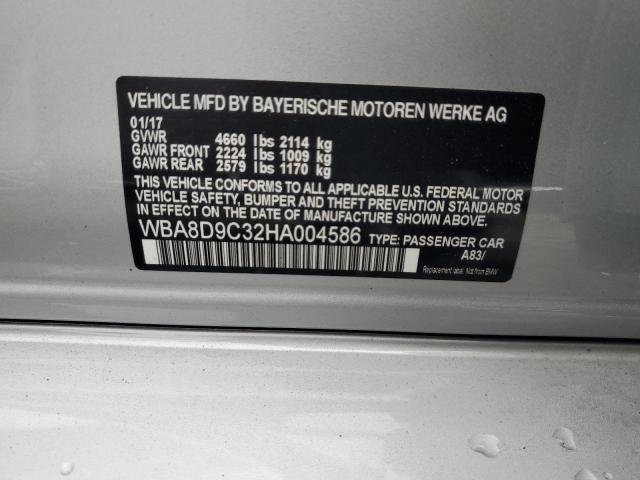 VEHICLE MFD BY BAYERISCHE MOTOREN WERKE AG
01/17
GVWR 4660 lbs 2114 kg
GAWR FRONT 2224 lbs 1009 kg
GAWR REAR 2579 lbs 1170 kg
THIS VEHICLE CONFORMS TO ALL APPLICABLE U.S. FEDERAL MOTOR
VEHICLE SAFETY, BUMPER AND THEFT PREVENTION STANDARDS
IN EFFECT ON THE DATE OF MANUFACTURE SHOWN ABOVE.
WBA8D9C32HA004586 TYPE: PASSENGER CAR
A83/
Replacement label. Not from BMW